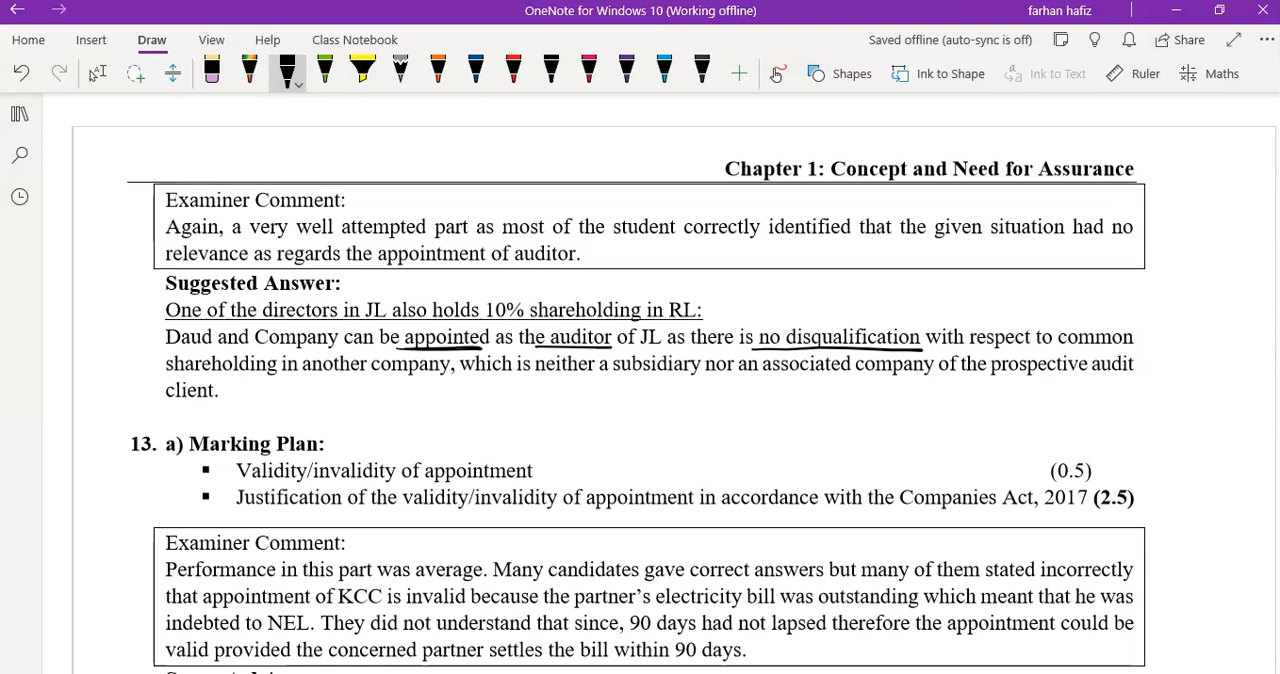 OneNote for Windows 10 (Working offline)
farhan hafiz
Home Insert Draw View Help Class Notebook
Saved offline (auto-sync is off) Share
Shapes Ink to Shape Ink to Text Ruler Maths
Chapter 1: Concept and Need for Assurance
Examiner Comment:
Again, a very well attempted part as most of the student correctly identified that the given situation had no
relevance as regards the appointment of auditor.
Suggested Answer:
One of the directors in JL also holds 10% shareholding in RL:
Daud and Company can be appointed as the auditor of JL as there is no disqualification with respect to common
shareholding in another company, which is neither a subsidiary nor an associated company of the prospective audit
client.
13. a) Marking Plan:
▪ Validity/invalidity of appointment (0.5)
▪ Justification of the validity/invalidity of appointment in accordance with the Companies Act, 2017 (2.5)
Examiner Comment:
Performance in this part was average. Many candidates gave correct answers but many of them stated incorrectly
that appointment of KCC is invalid because the partner's electricity bill was outstanding which meant that he was
indebted to NEL. They did not understand that since, 90 days had not lapsed therefore the appointment could be
valid provided the concerned partner settles the bill within 90 days.